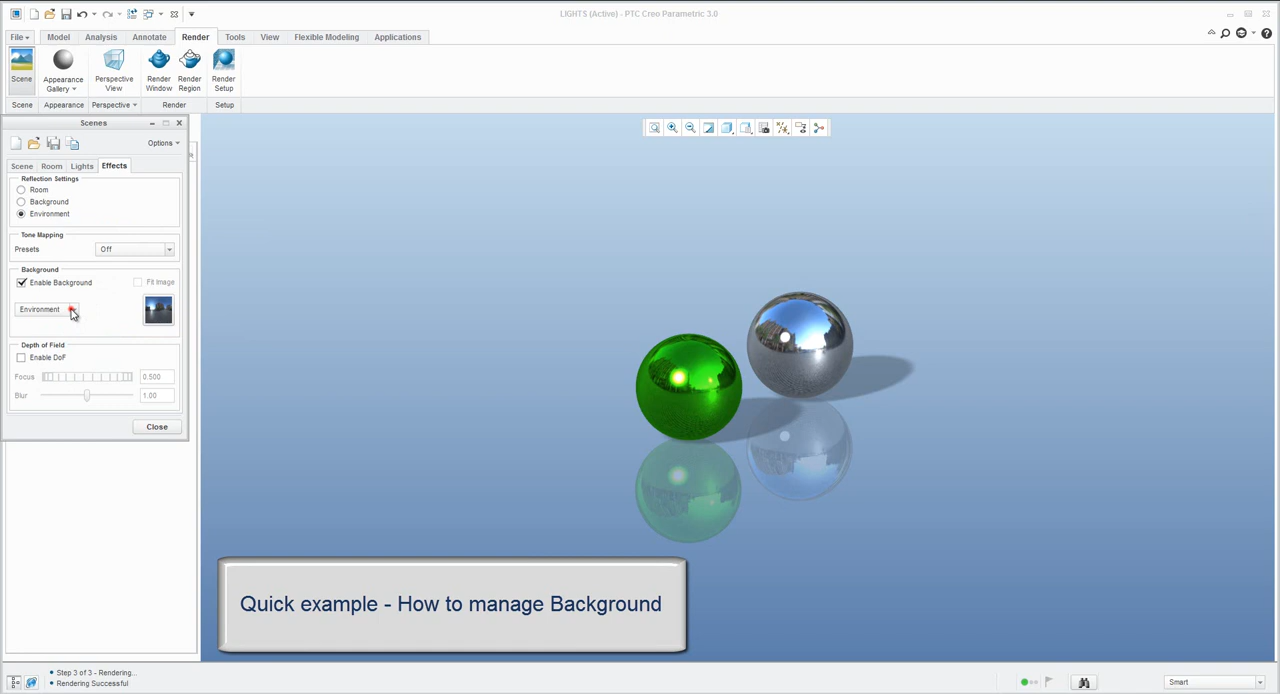 LIGHTS (Active) - PTC Creo Parametric 3.0
File Model Analysis Annotate Render Tools View Flexible Modeling Applications
Scene Appearance Gallery Perspective View Render Window Render Region Render Setup
Scene Appearance Perspective Render Setup
Scenes
Options
Scene Room Lights Effects
Reflection Settings
Room
Background
Environment
Tone Mapping
Presets Off
Background
Enable Background Fit Image
Environment
Depth of Field
Enable DoF
Focus 0.500
Blur 1.00
Close
Quick example - How to manage Background
Step 3 of 3 - Rendering...
Rendering Successful
Smart